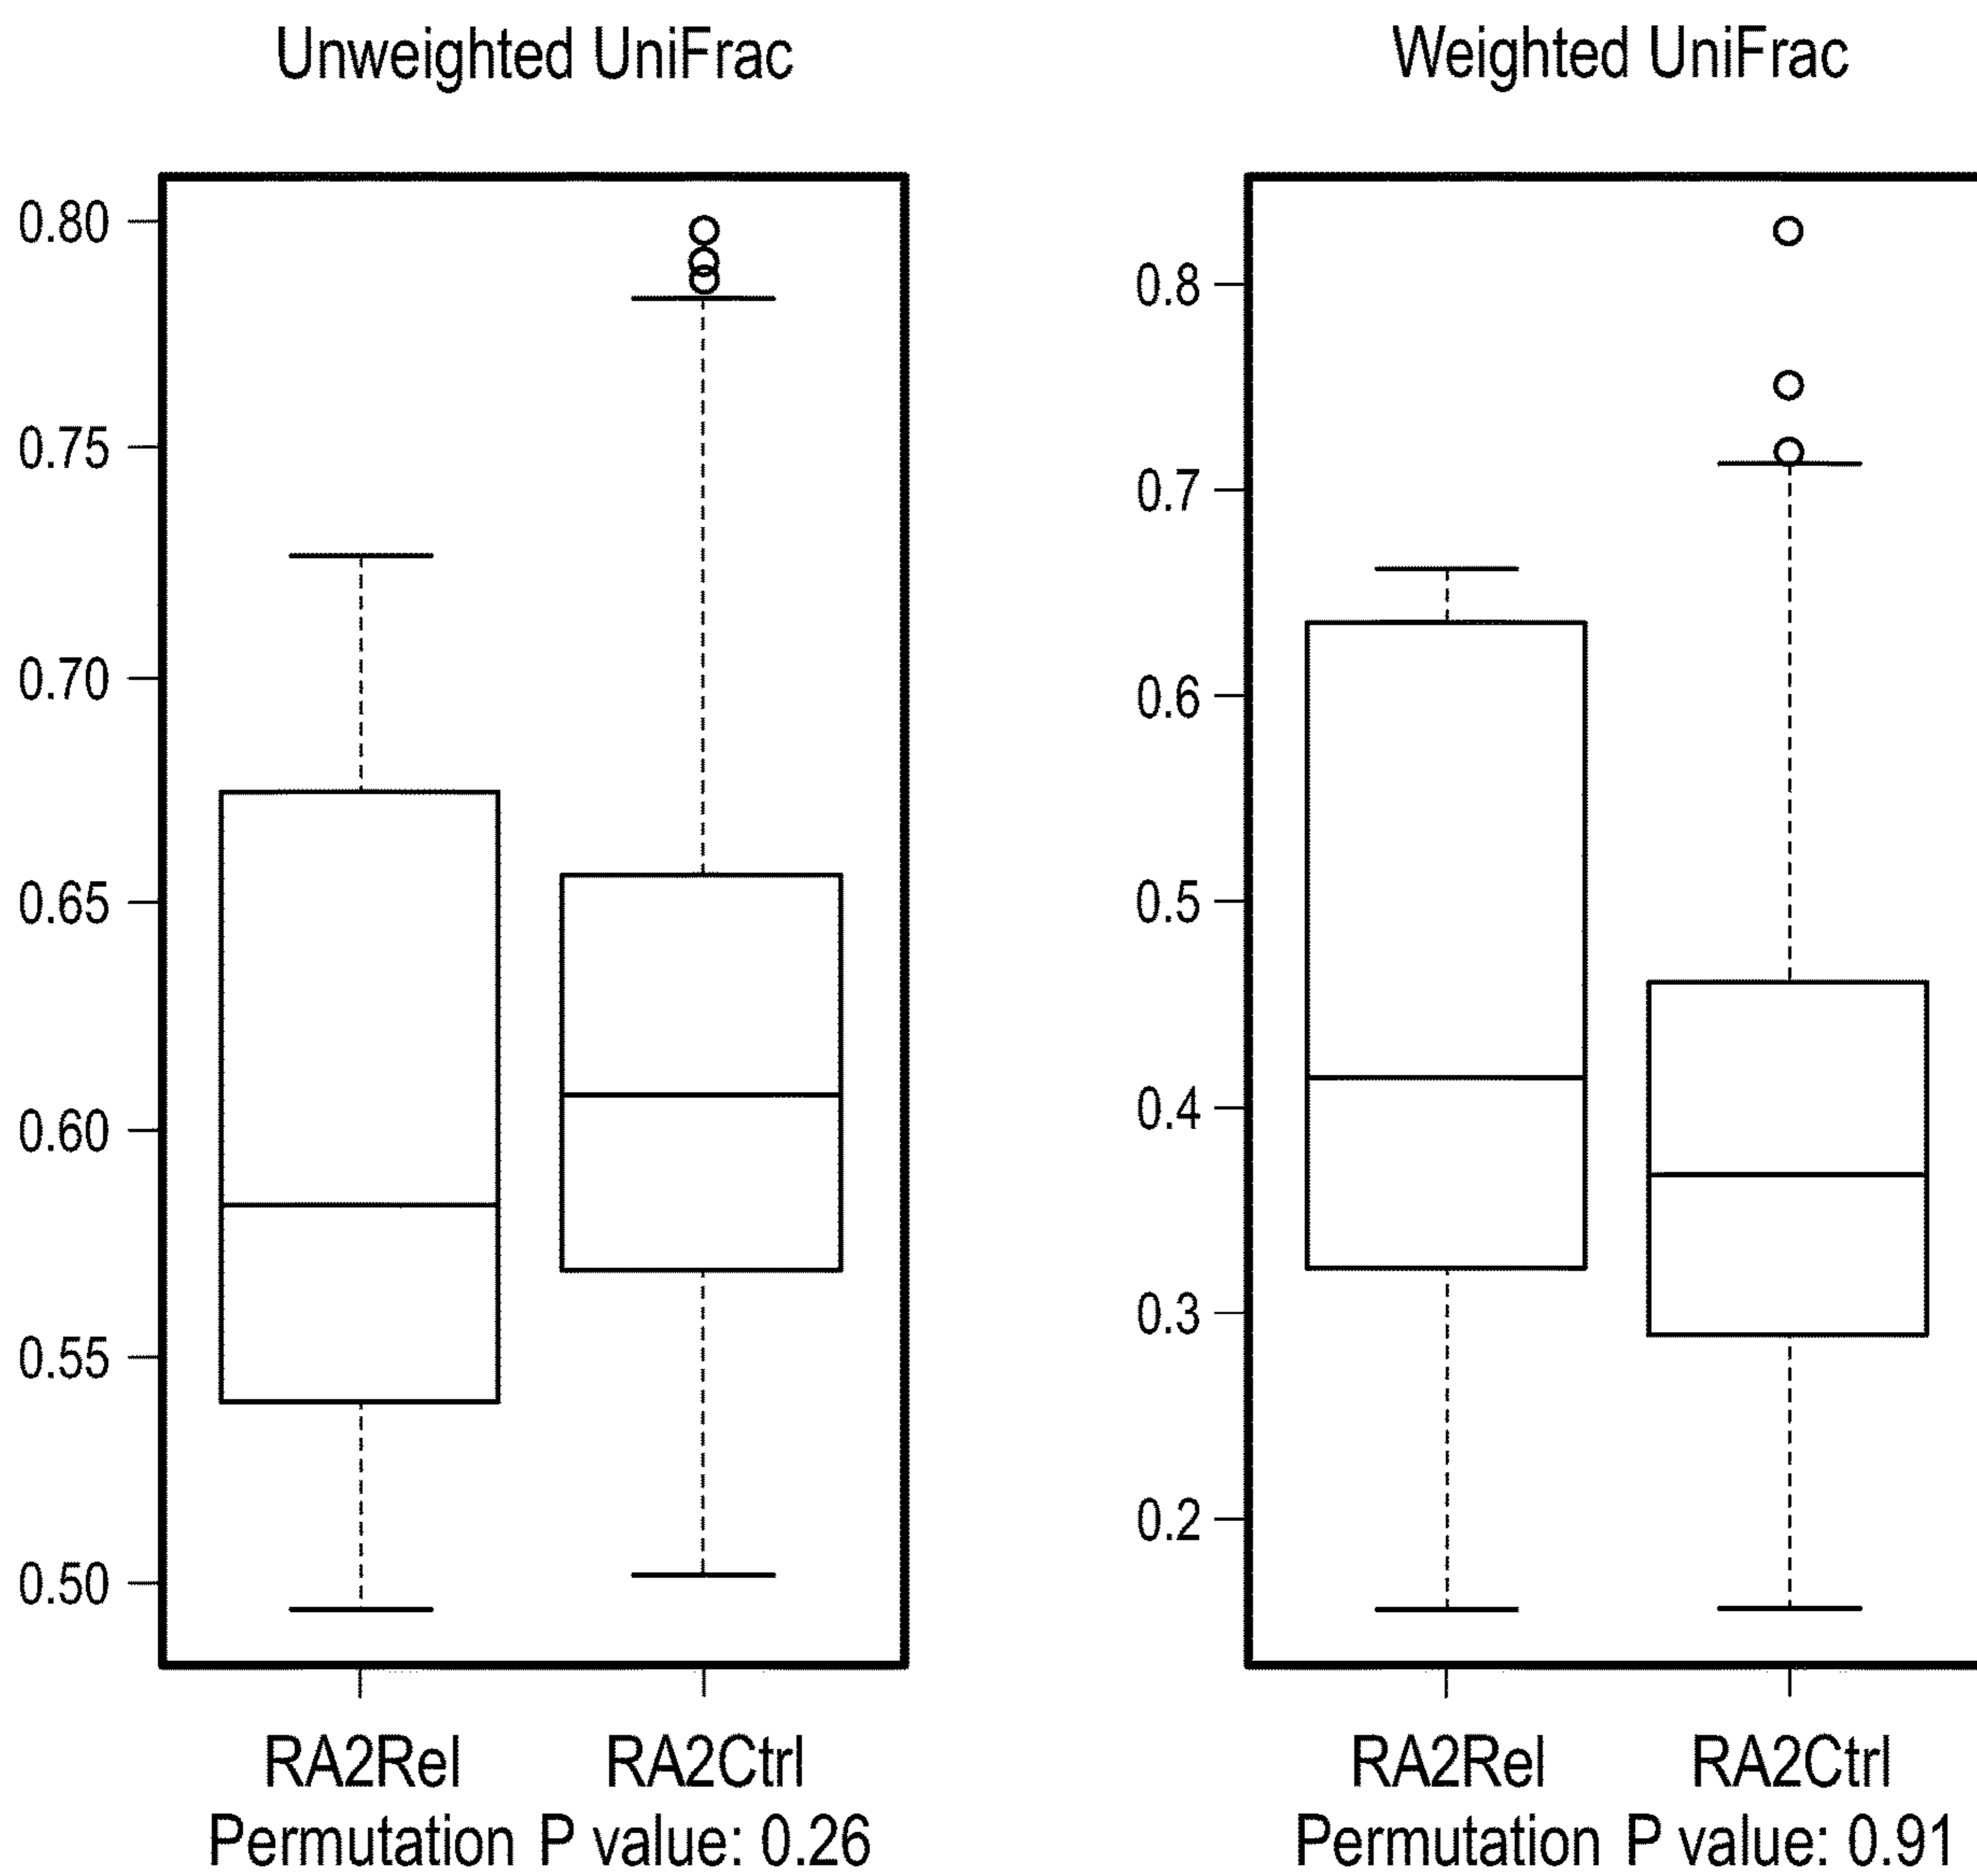 Unweighted UniFrac
0.80
0.75
0.70
0.65
0.60
0.55
0.50
RA2Rel RA2Ctrl
Permutation P value: 0.26
Weighted UniFrac
0.8
0.7
0.6
0.5
0.4
0.3
0.2
RA2Rel RA2Ctrl
Permutation P value: 0.91